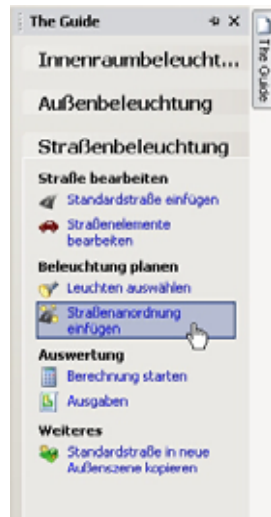 The Guide
The Guide
Innenraumbeleucht...
Außenbeleuchtung
Straßenbeleuchtung
Straße bearbeiten
Standardstraße einfügen
Straßenelemente
bearbeiten
Beleuchtung planen
Leuchten auswählen
Straßenanordnung
einfügen
Auswertung
Berechnung starten
Ausgaben
Weiteres
Standardstraße in neue
Außenszene kopieren